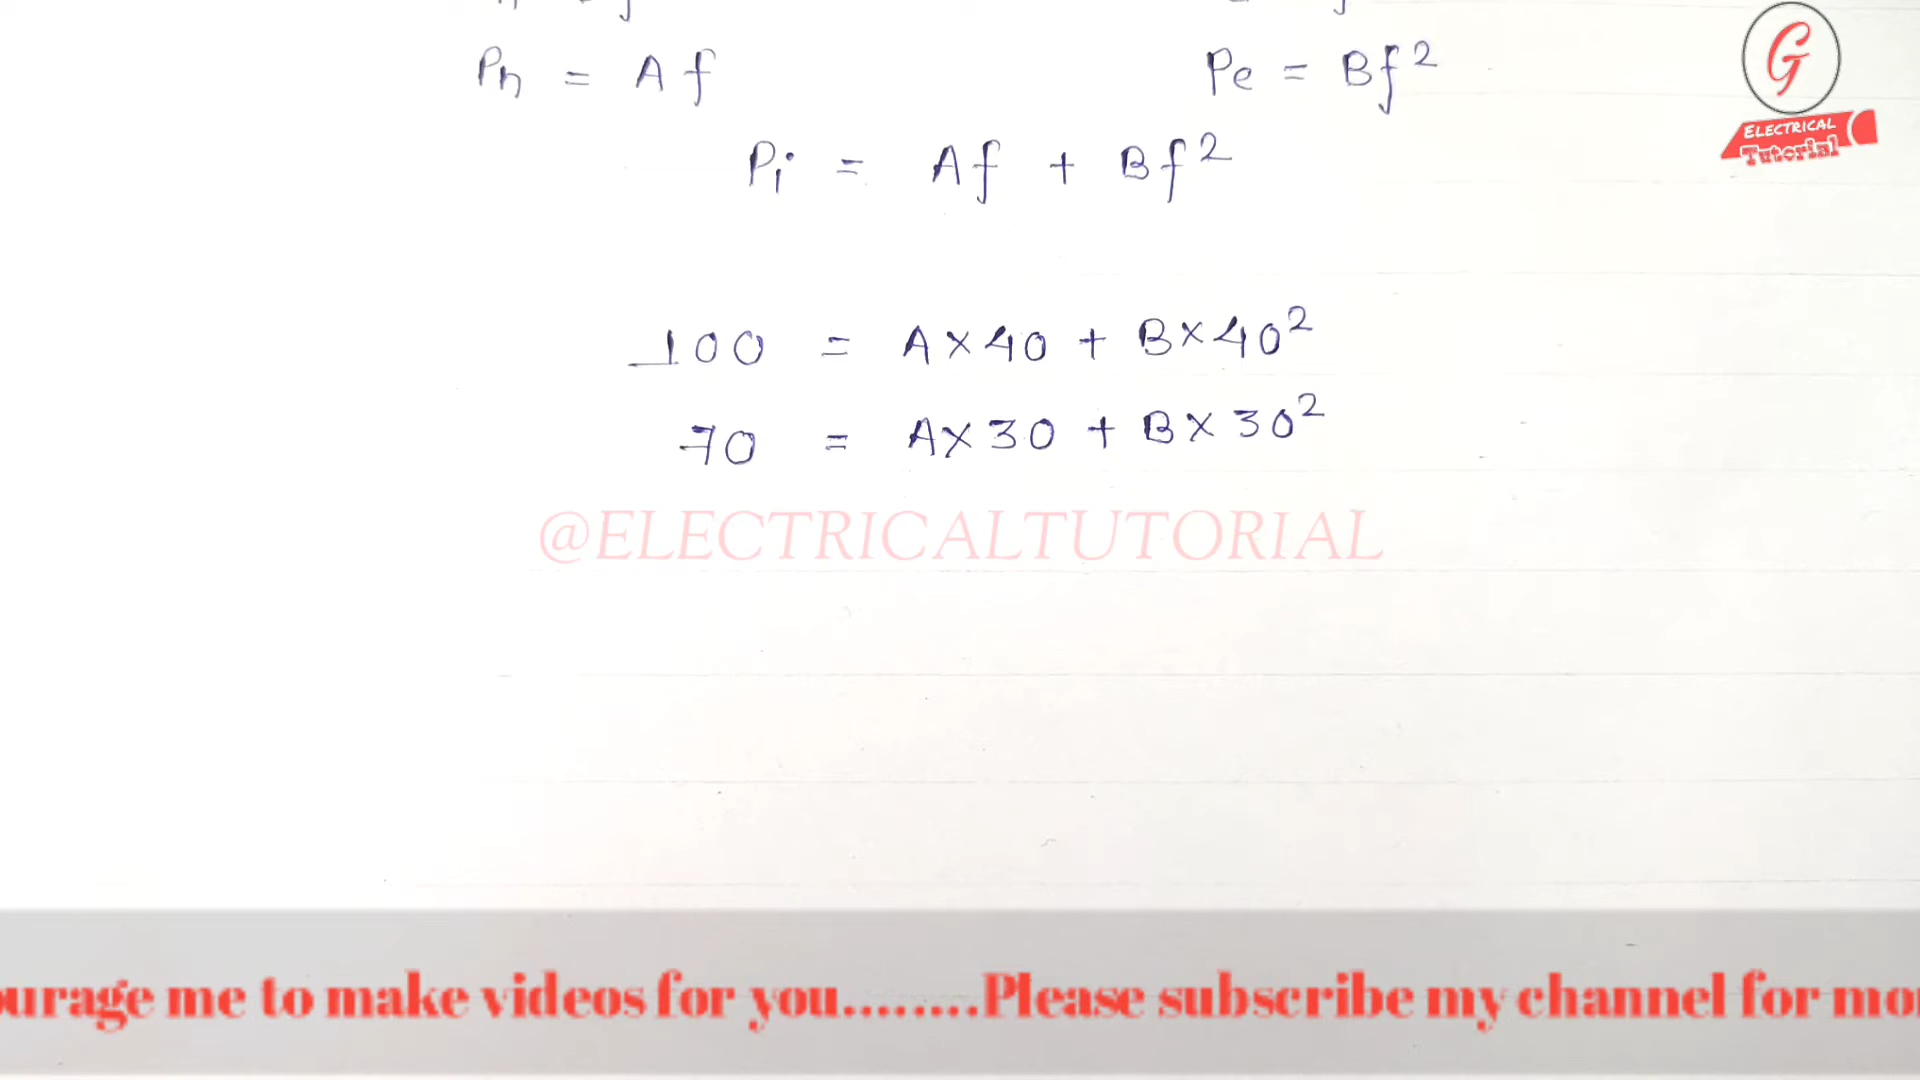 Ph = Af
Pe = Bf²
G
ELECTRICAL
Tutorial
Pi = Af + Bf²
100 = A×40 + B×40²
70 = A×30 + B×30²
@ELECTRICALTUTORIAL
ourage me to make videos for you........Please subscribe my channel for mo